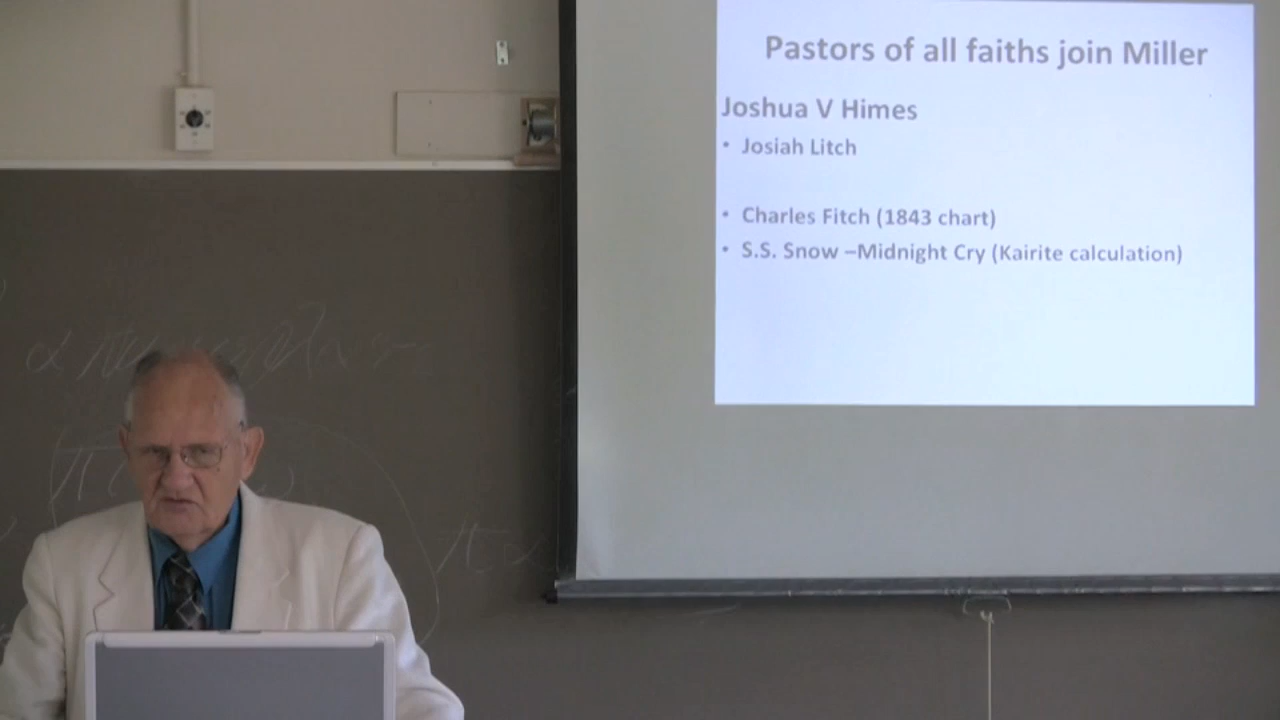 Pastors of all faiths join Miller
Joshua V Himes
• Josiah Litch
• Charles Fitch (1843 chart)
• S.S. Snow –Midnight Cry (Kairite calculation)